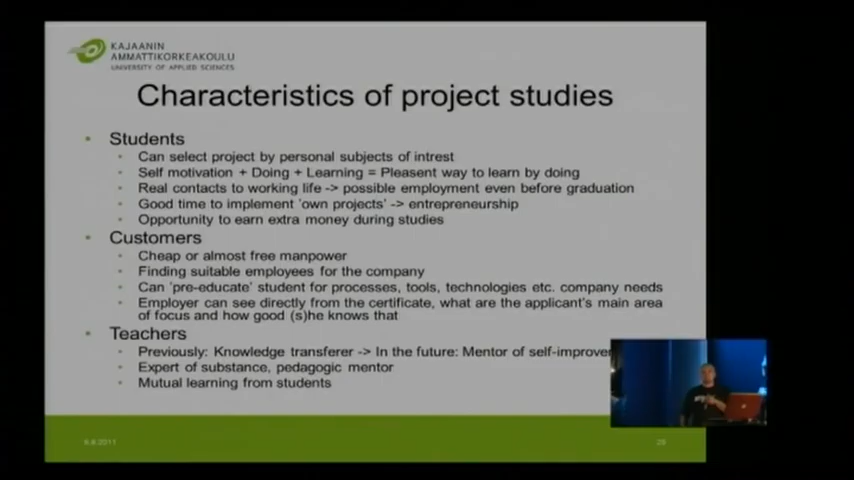 KAJAANIN
AMMATTIKORKEAKOULU
UNIVERSITY OF APPLIED SCIENCES
Characteristics of project studies
• Students
• Can select project by personal subjects of intrest
• Self motivation + Doing + Learning = Pleasent way to learn by doing
• Real contacts to working life -> possible employment even before graduation
• Good time to implement 'own projects' -> entrepreneurship
• Opportunity to earn extra money during studies
• Customers
• Cheap or almost free manpower
• Finding suitable employees for the company
• Can 'pre-educate' student for processes, tools, technologies etc. company needs
• Employer can see directly from the certificate, what are the applicant's main area
of focus and how good (s)he knows that
• Teachers
• Previously: Knowledge transferer -> In the future: Mentor of
• Expert of substance, pedagogic mentor
• Mutual learning from students